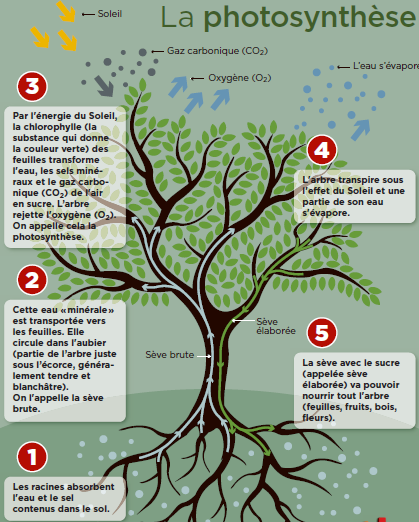 La photosynthèse
Soleil
Gaz carbonique (CO₂)
Oxygène (O₂)
L'eau s'évapore
3
Par l'énergie du Soleil,
la chlorophylle (la
substance qui donne
la couleur verte) des
feuilles transforme
l'eau, les sels miné-
raux et le gaz carbo-
nique (CO₂) de l'air
en sucre. L'arbre
rejette l'oxygène (O₂).
On appelle cela la
photosynthèse.
4
L'arbre transpire sous
l'effet du Soleil et une
partie de son eau
s'évapore.
2
Cette eau «minérale»
est transportée vers
les feuilles. Elle
circule dans l'aubier
(partie de l'arbre juste
sous l'écorce, généra-
lement tendre et
blanchâtre).
On l'appelle la sève
brute.
Sève brute
Sève
élaborée
5
La sève avec le sucre
(appelée sève
élaborée) va pouvoir
nourrir tout l'arbre
(feuilles, fruits, bois,
fleurs).
1
Les racines absorbent
l'eau et le sel
contenus dans le sol.